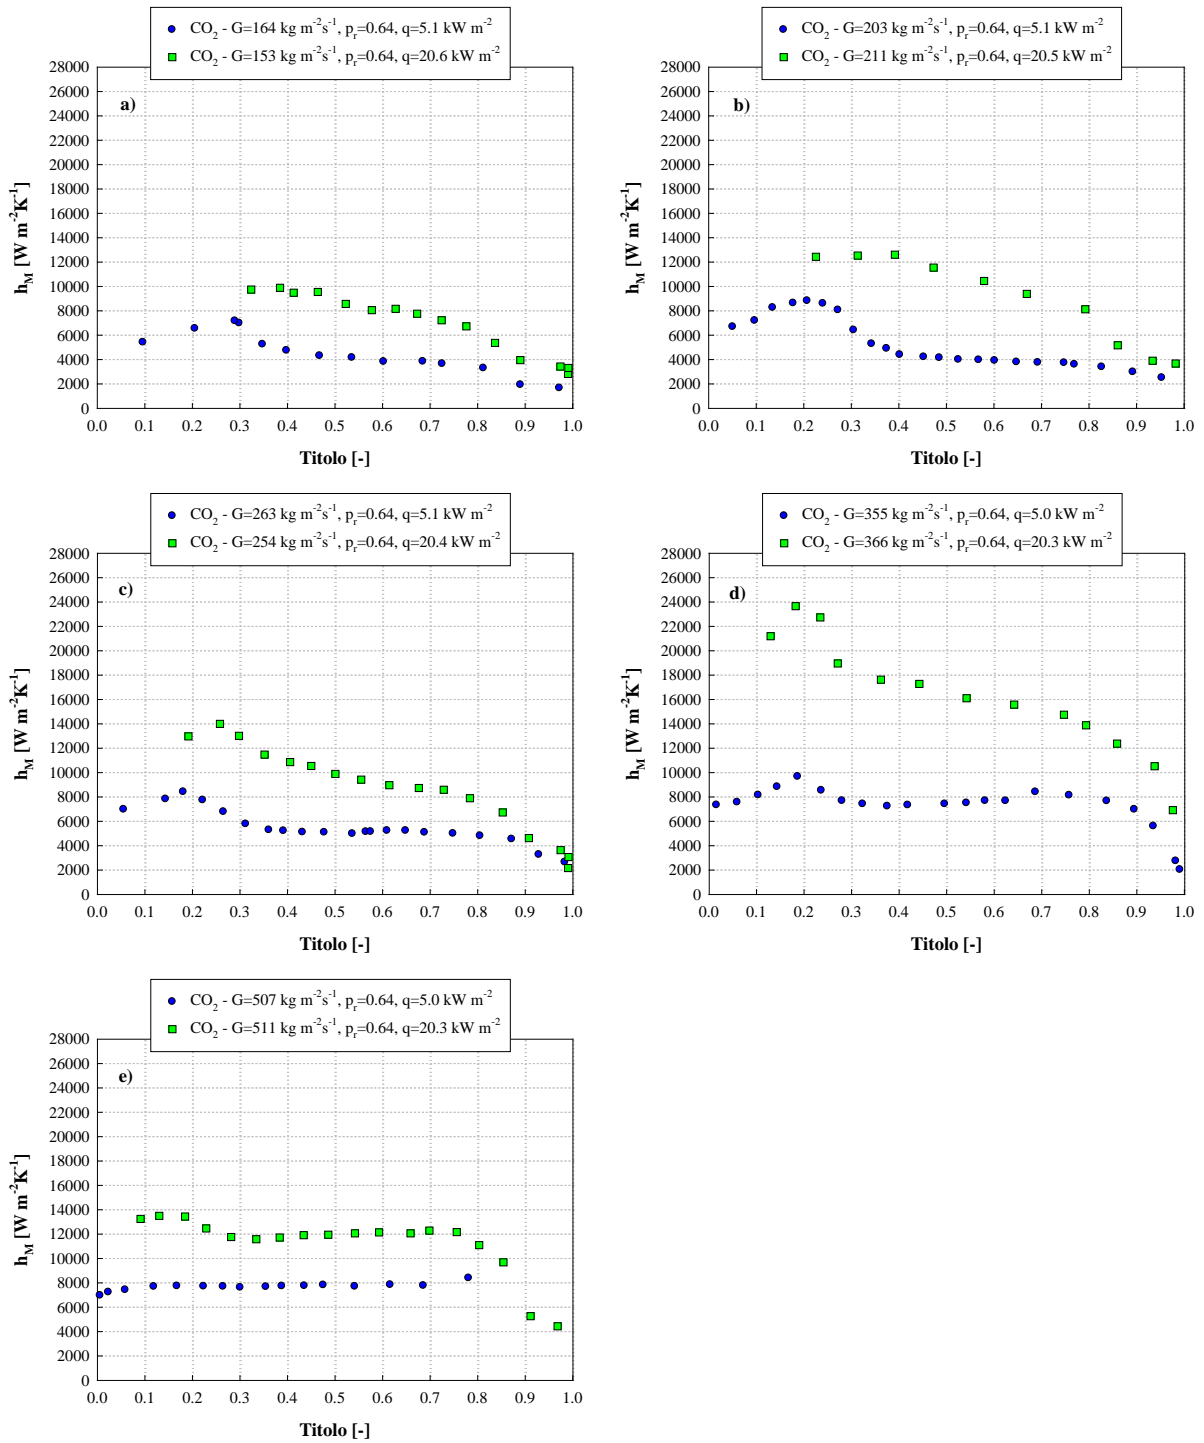 CO2 - G=164 kg m-2s-1, pr=0.64, q=5.1 kW m-2
CO2 - G=153 kg m-2s-1, pr=0.64, q=20.6 kW m-2
a)
28000
26000
24000
22000
20000
18000
16000
14000
12000
10000
8000
6000
4000
2000
0
hM [W m-2K-1]
0.0 0.1 0.2 0.3 0.4 0.5 0.6 0.7 0.8 0.9 1.0
Titolo [-]
CO2 - G=203 kg m-2s-1, pr=0.64, q=5.1 kW m-2
CO2 - G=211 kg m-2s-1, pr=0.64, q=20.5 kW m-2
b)
28000
26000
24000
22000
20000
18000
16000
14000
12000
10000
8000
6000
4000
2000
0
hM [W m-2K-1]
0.0 0.1 0.2 0.3 0.4 0.5 0.6 0.7 0.8 0.9 1.0
Titolo [-]
CO2 - G=263 kg m-2s-1, pr=0.64, q=5.1 kW m-2
CO2 - G=254 kg m-2s-1, pr=0.64, q=20.4 kW m-2
c)
28000
26000
24000
22000
20000
18000
16000
14000
12000
10000
8000
6000
4000
2000
0
hM [W m-2K-1]
0.0 0.1 0.2 0.3 0.4 0.5 0.6 0.7 0.8 0.9 1.0
Titolo [-]
CO2 - G=355 kg m-2s-1, pr=0.64, q=5.0 kW m-2
CO2 - G=366 kg m-2s-1, pr=0.64, q=20.3 kW m-2
d)
28000
26000
24000
22000
20000
18000
16000
14000
12000
10000
8000
6000
4000
2000
0
hM [W m-2K-1]
0.0 0.1 0.2 0.3 0.4 0.5 0.6 0.7 0.8 0.9 1.0
Titolo [-]
CO2 - G=507 kg m-2s-1, pr=0.64, q=5.0 kW m-2
CO2 - G=511 kg m-2s-1, pr=0.64, q=20.3 kW m-2
e)
28000
26000
24000
22000
20000
18000
16000
14000
12000
10000
8000
6000
4000
2000
0
hM [W m-2K-1]
0.0 0.1 0.2 0.3 0.4 0.5 0.6 0.7 0.8 0.9 1.0
Titolo [-]